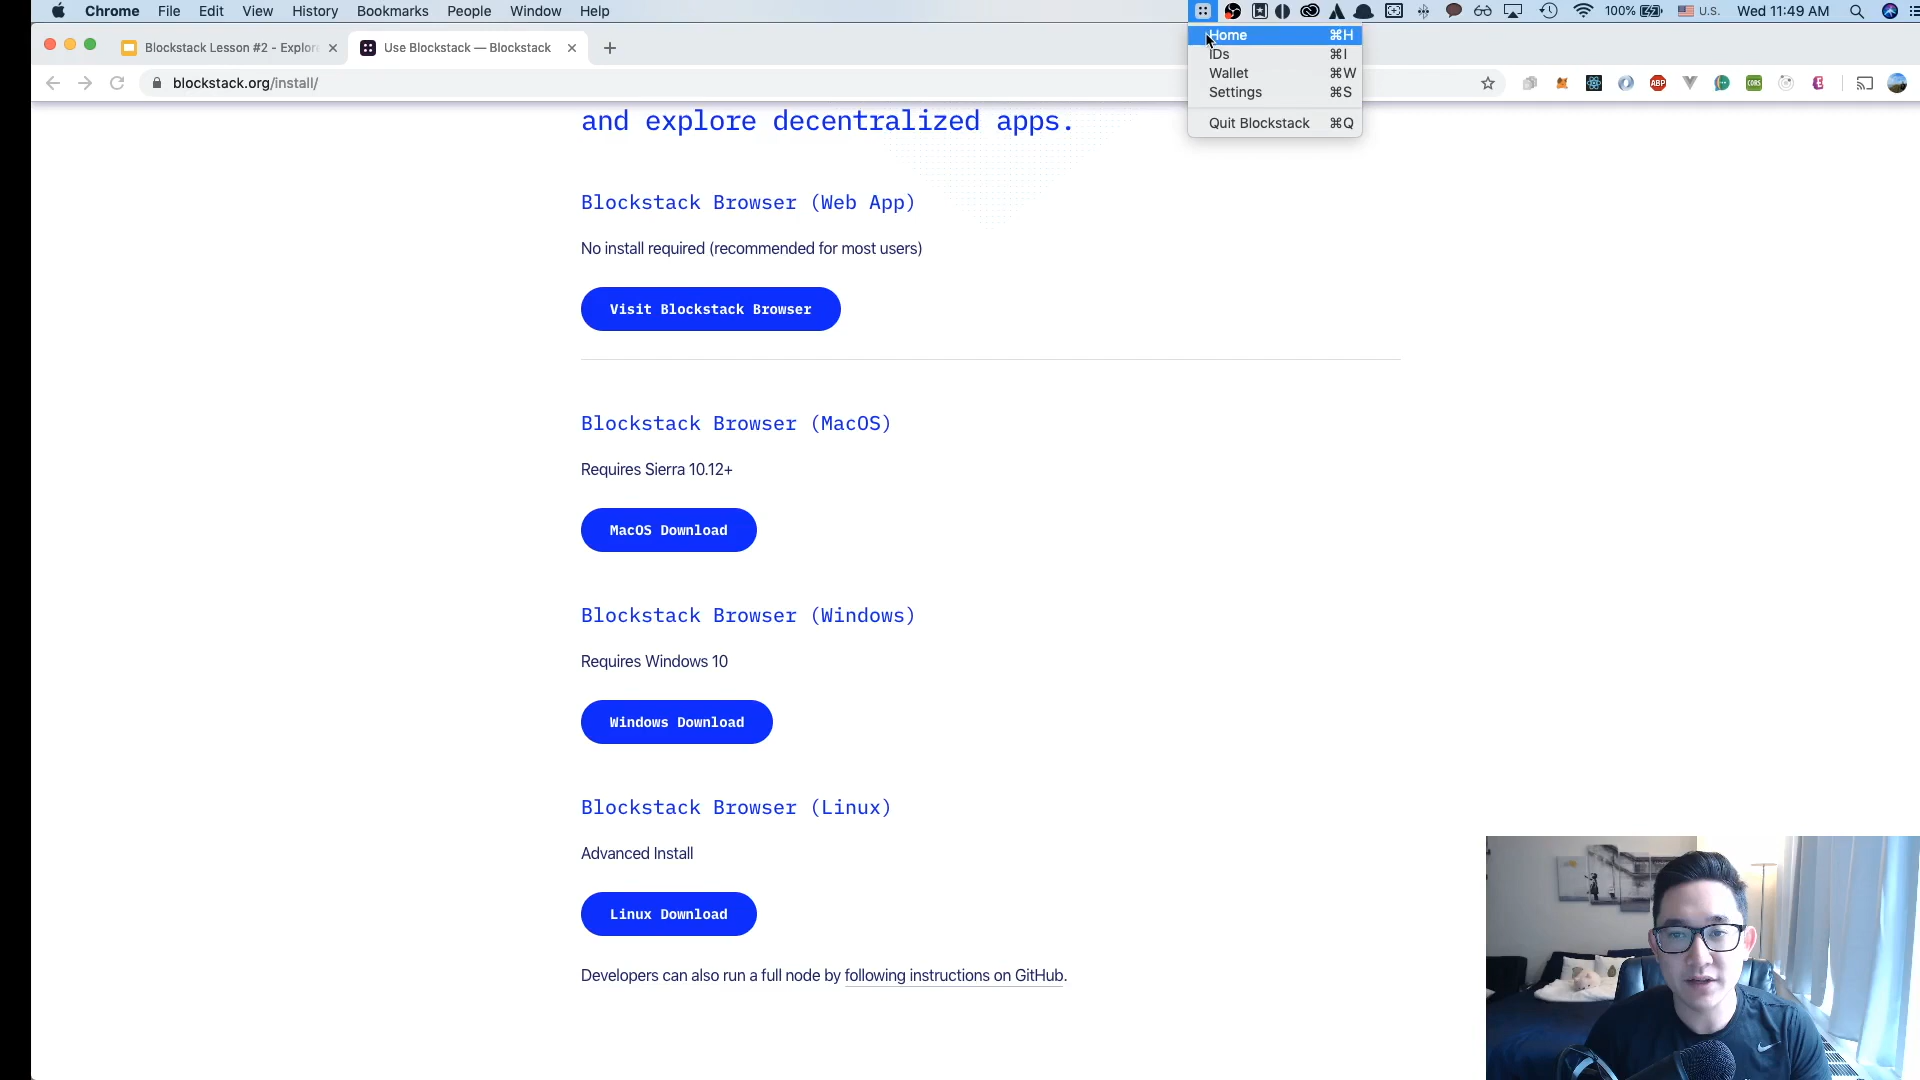 Chrome File Edit View History Bookmarks People Window Help
100% U.S. Wed 11:49 AM
Blockstack Lesson #2 - Explor
Use Blockstack — Blockstack
blockstack.org/install/
ABP
CORS
Home ⌘H
IDs ⌘I
Wallet ⌘W
Settings ⌘S
Quit Blockstack ⌘Q
and explore decentralized apps.
Blockstack Browser (Web App)
No install required (recommended for most users)
Visit Blockstack Browser
Blockstack Browser (MacOS)
Requires Sierra 10.12+
MacOS Download
Blockstack Browser (Windows)
Requires Windows 10
Windows Download
Blockstack Browser (Linux)
Advanced Install
Linux Download
Developers can also run a full node by following instructions on GitHub.